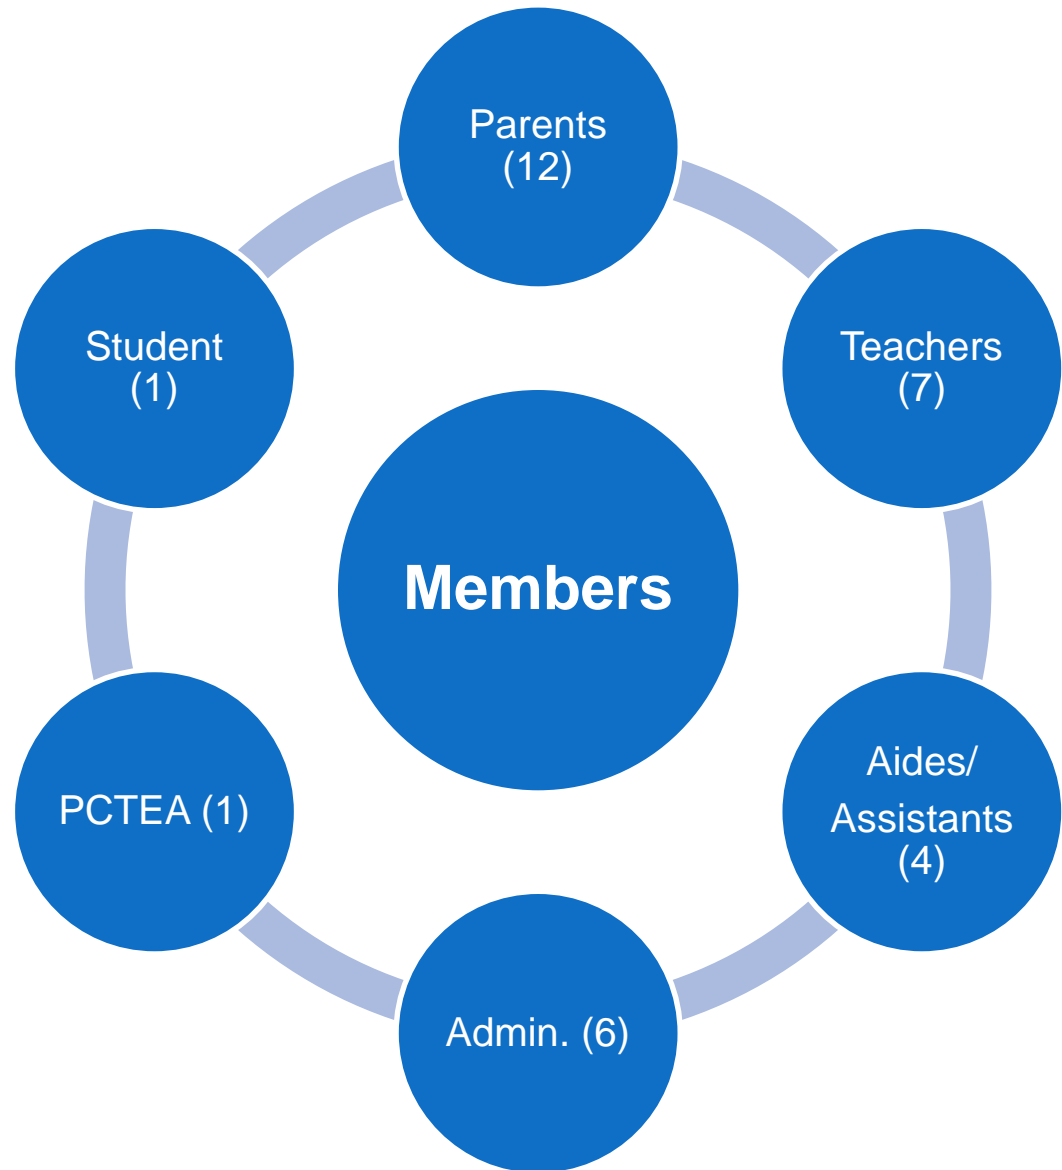 Parents
(12)
Student
(1)
Teachers
(7)
Members
PCTEA (1)
Aides/
Assistants
(4)
Admin. (6)